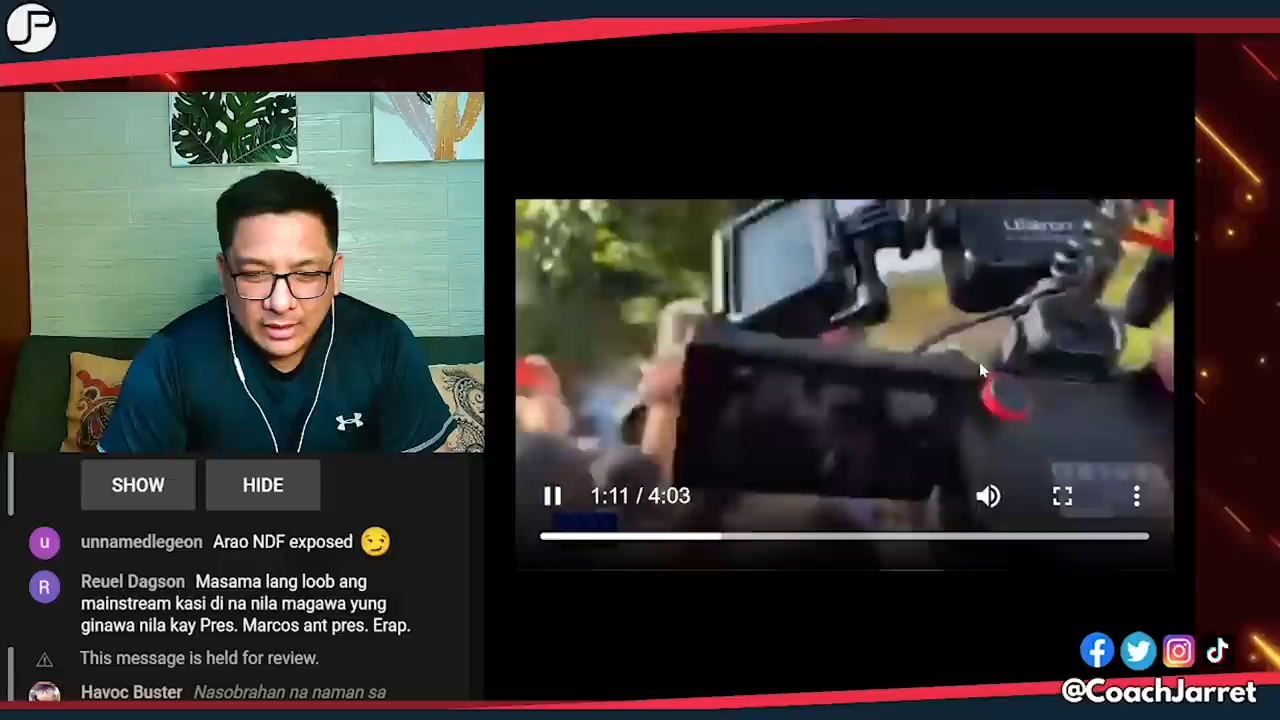 JP
1:11 / 4:03
SHOW
HIDE
u
unnamedlegeon Arao NDF exposed
R
Reuel Dagson Masama lang loob ang
mainstream kasi di na nila magawa yung
ginawa nila kay Pres. Marcos ant pres. Erap.
This message is held for review.
Havoc Buster Nasobrahan na naman sa
@CoachJarret